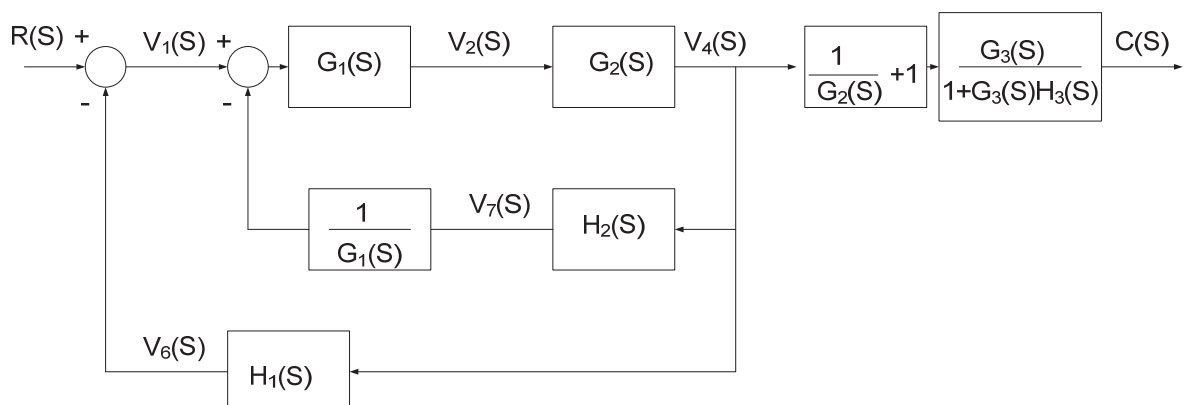 R(S) + V₁(S) + G₁(S) V₂(S) G₂(S) V₄(S) 1/G₂(S) +1 G₃(S)/1+G₃(S)H₃(S) C(S)
- -
1/G₁(S) V₇(S) H₂(S)
V₆(S) H₁(S)